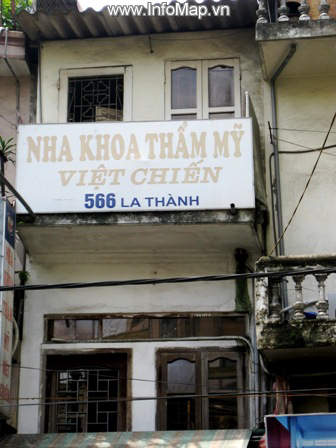 www.InfoMap.vn
NHA KHOA THẨM MỸ
VIỆT CHIẾN
566 LA THÀNH